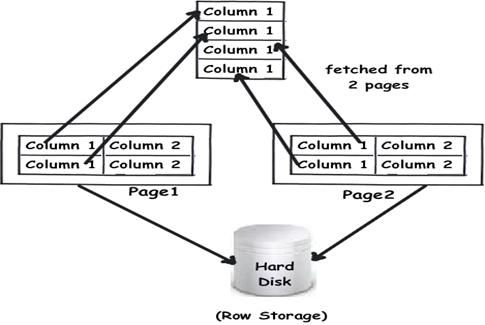 Column 1
Column 1
Column 1
Column 1
fetched from
2 pages
Column 1 Column 2
Column 1 Column 2
Page1
Column 1 Column 2
Column 1 Column 2
Page2
Hard
Disk
(Row Storage)